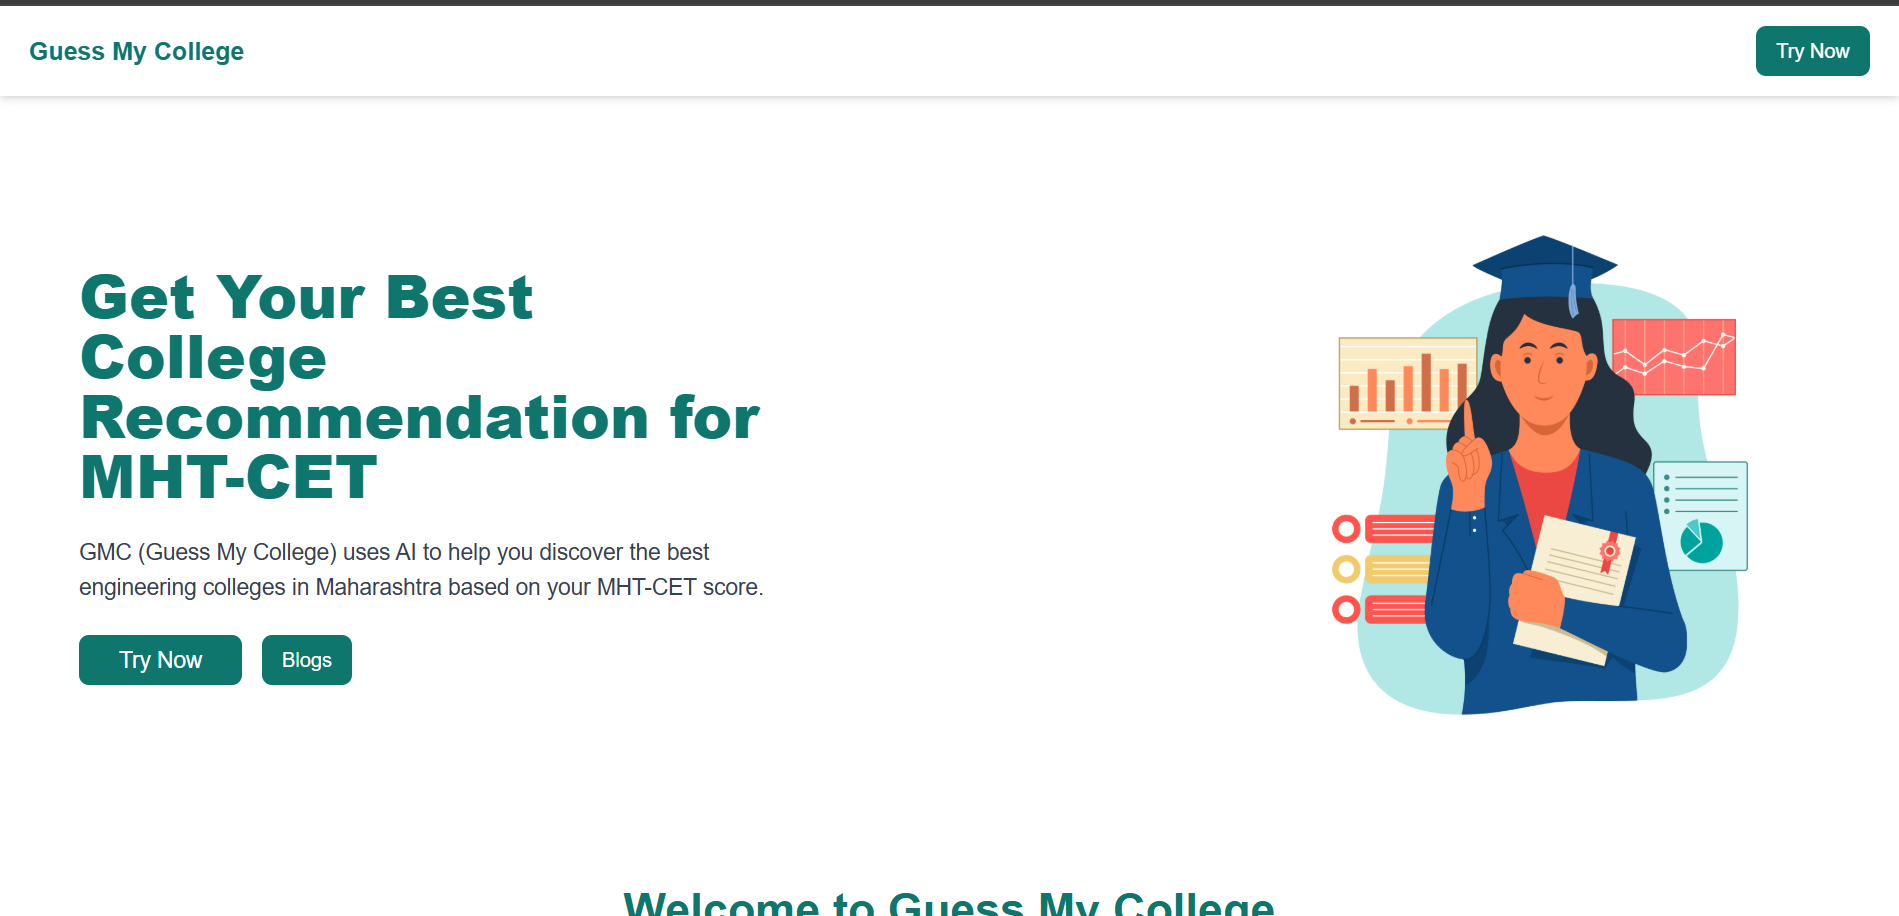 Guess My College
Try Now
Get Your Best
College
Recommendation for
MHT-CET
GMC (Guess My College) uses AI to help you discover the best
engineering colleges in Maharashtra based on your MHT-CET score.
Try Now
Blogs
Welcome to Guess My College